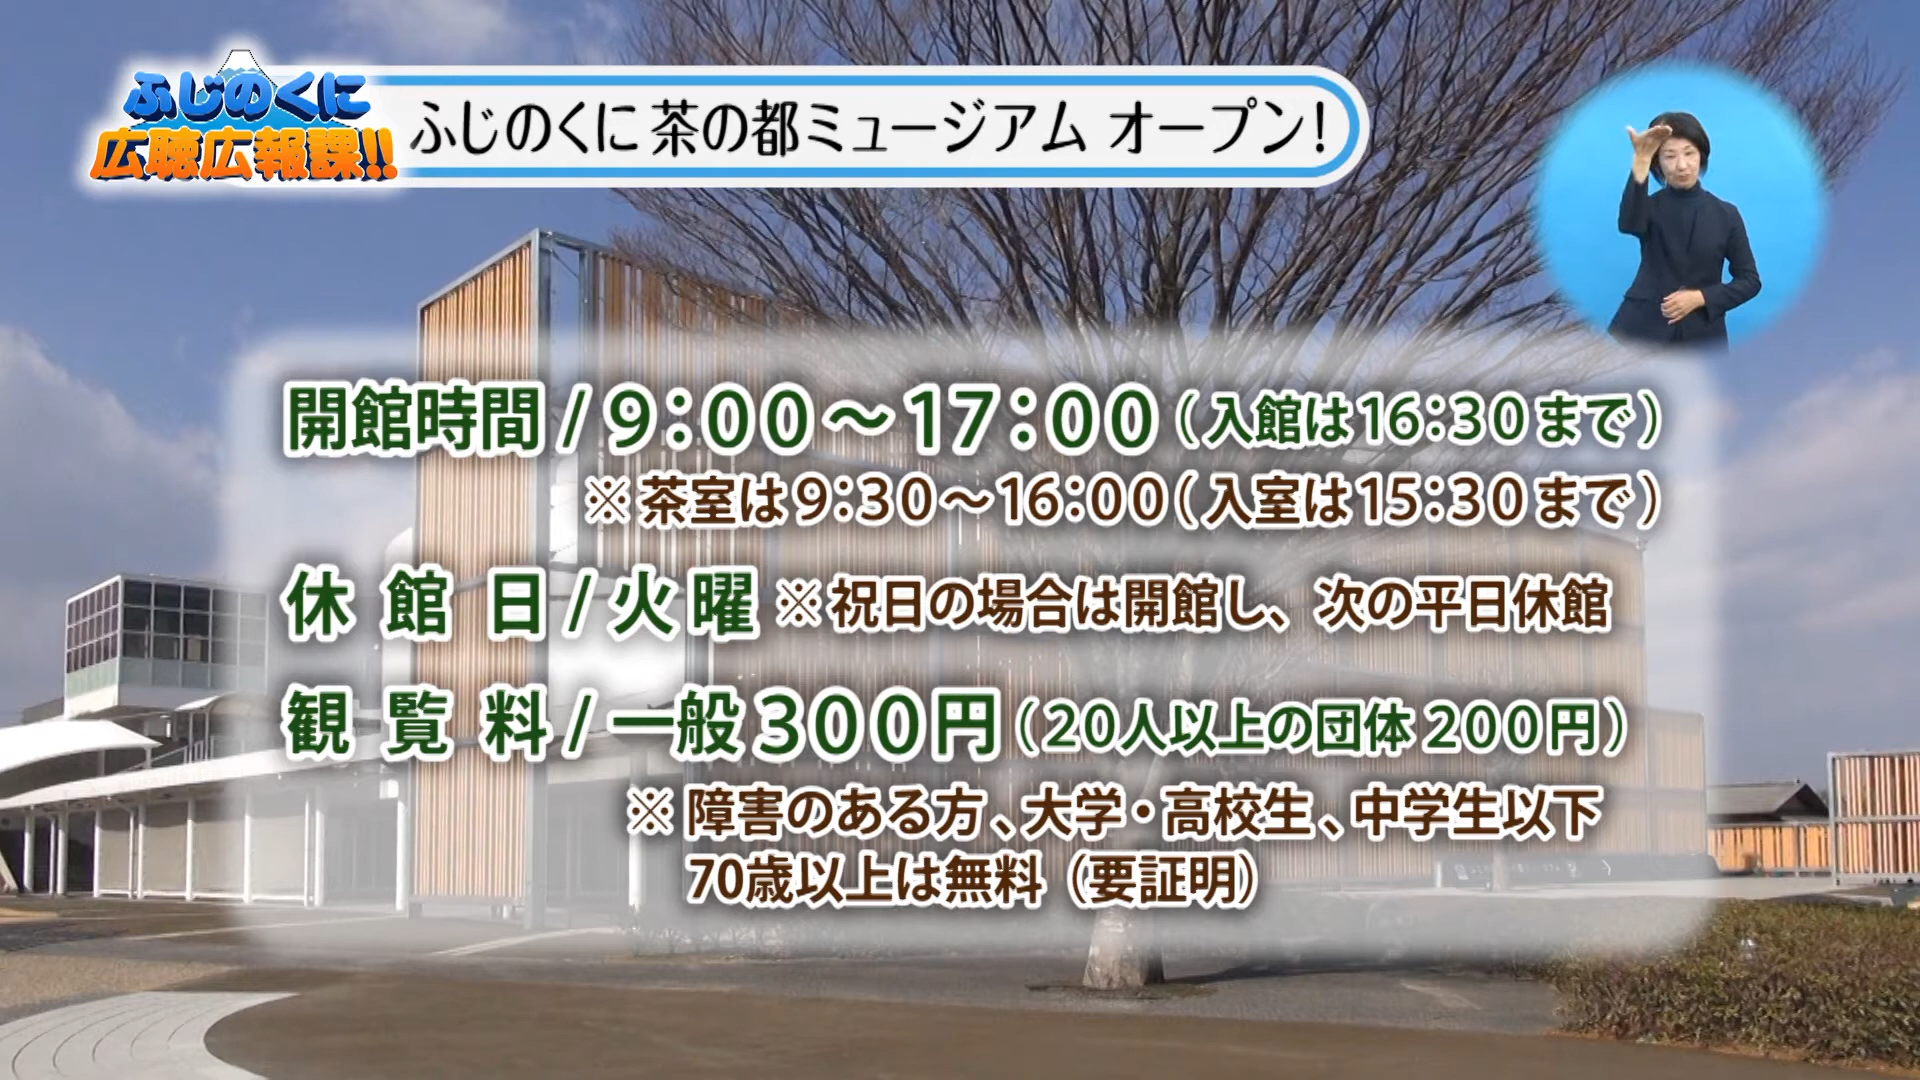 ふじのくに
広聴広報課!!
ふじのくに 茶の都ミュージアム オープン!
開館時間 / 9:00〜17:00 (入館は16:30まで)
※茶室は9:30〜16:00(入室は15:30まで)
休館日 / 火曜 ※祝日の場合は開館し、次の平日休館
観覧料 / 一般300円 (20人以上の団体 200円)
※障害のある方、大学・高校生、中学生以下
70歳以上は無料(要証明)